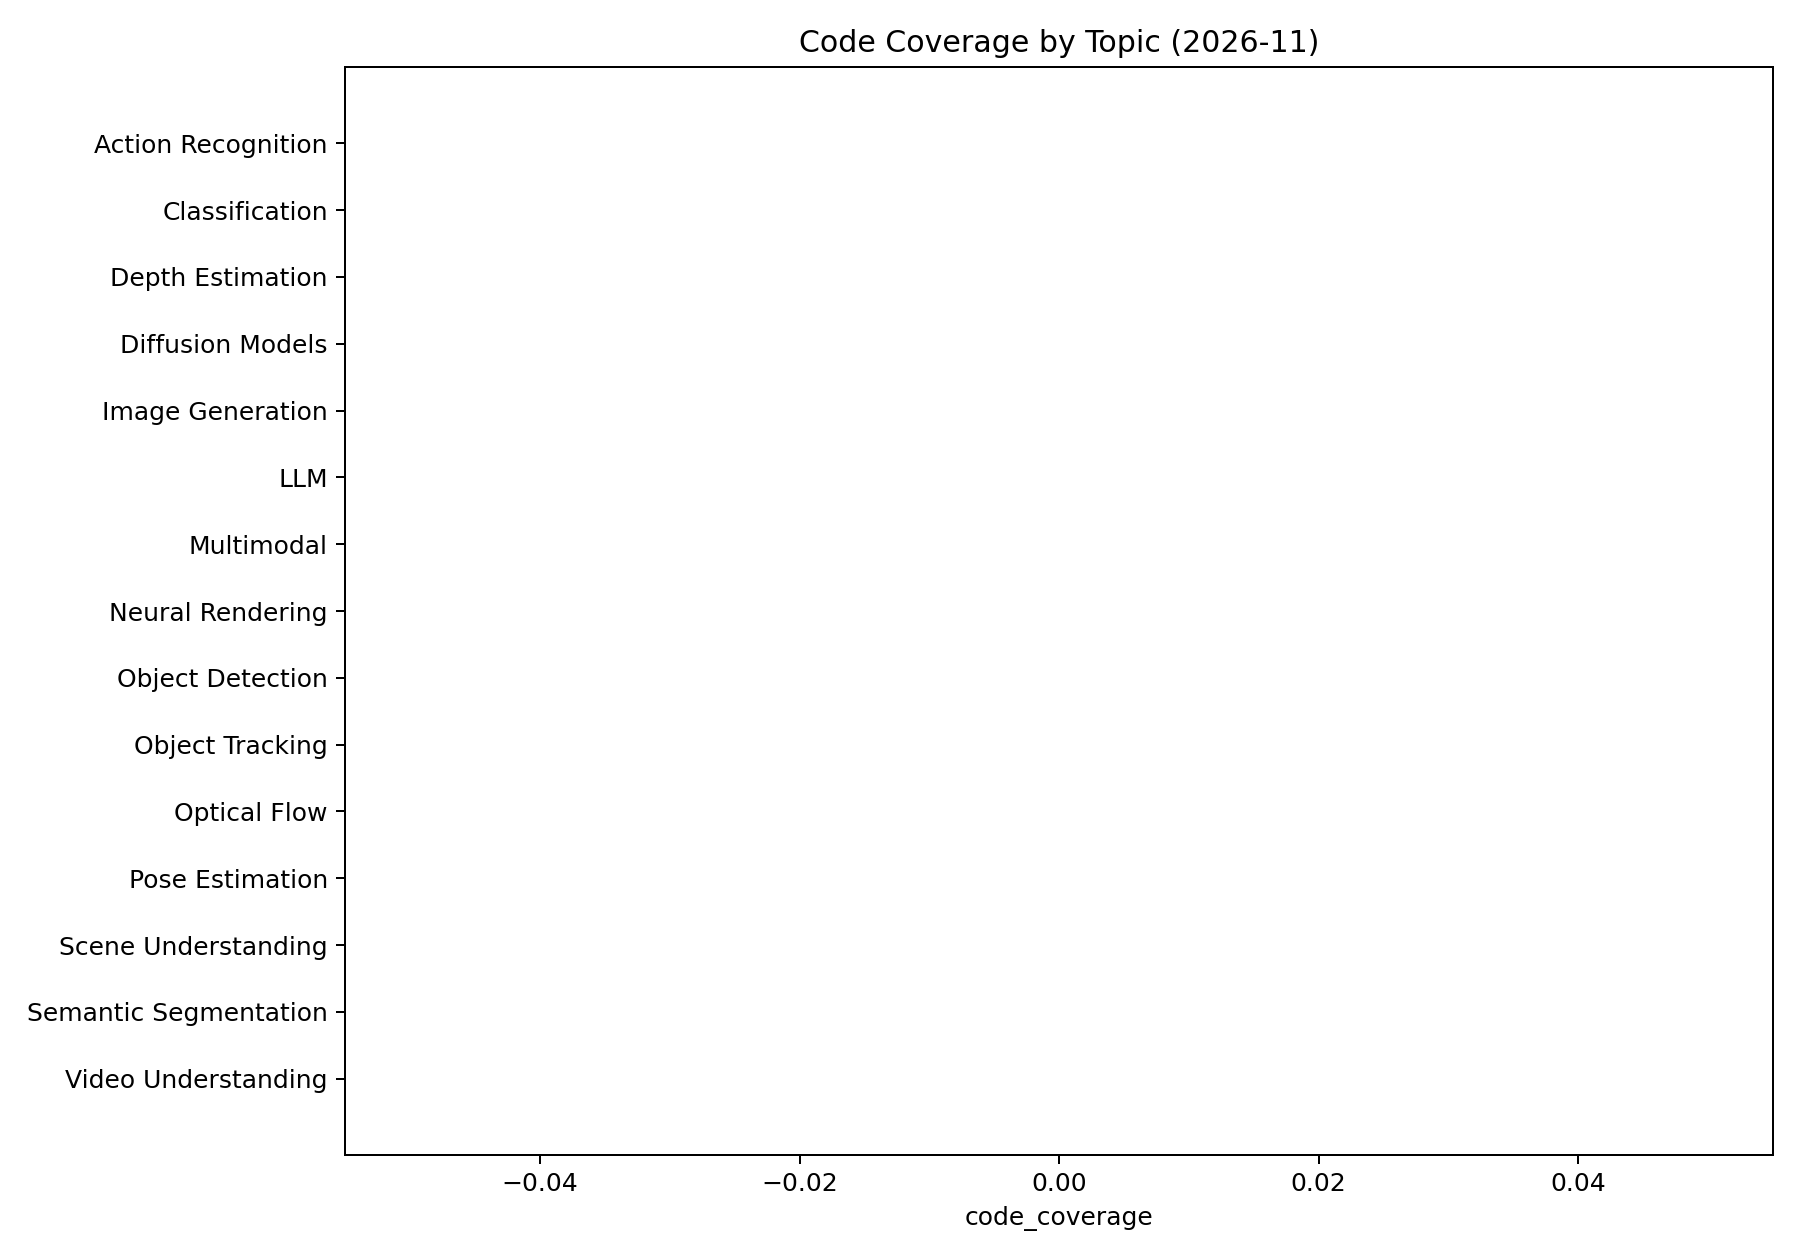 Code Coverage by Topic (2026-11)
Action Recognition
Classification
Depth Estimation
Diffusion Models
Image Generation
LLM
Multimodal
Neural Rendering
Object Detection
Object Tracking
Optical Flow
Pose Estimation
Scene Understanding
Semantic Segmentation
Video Understanding
−0.04 −0.02 0.00 0.02 0.04
code_coverage